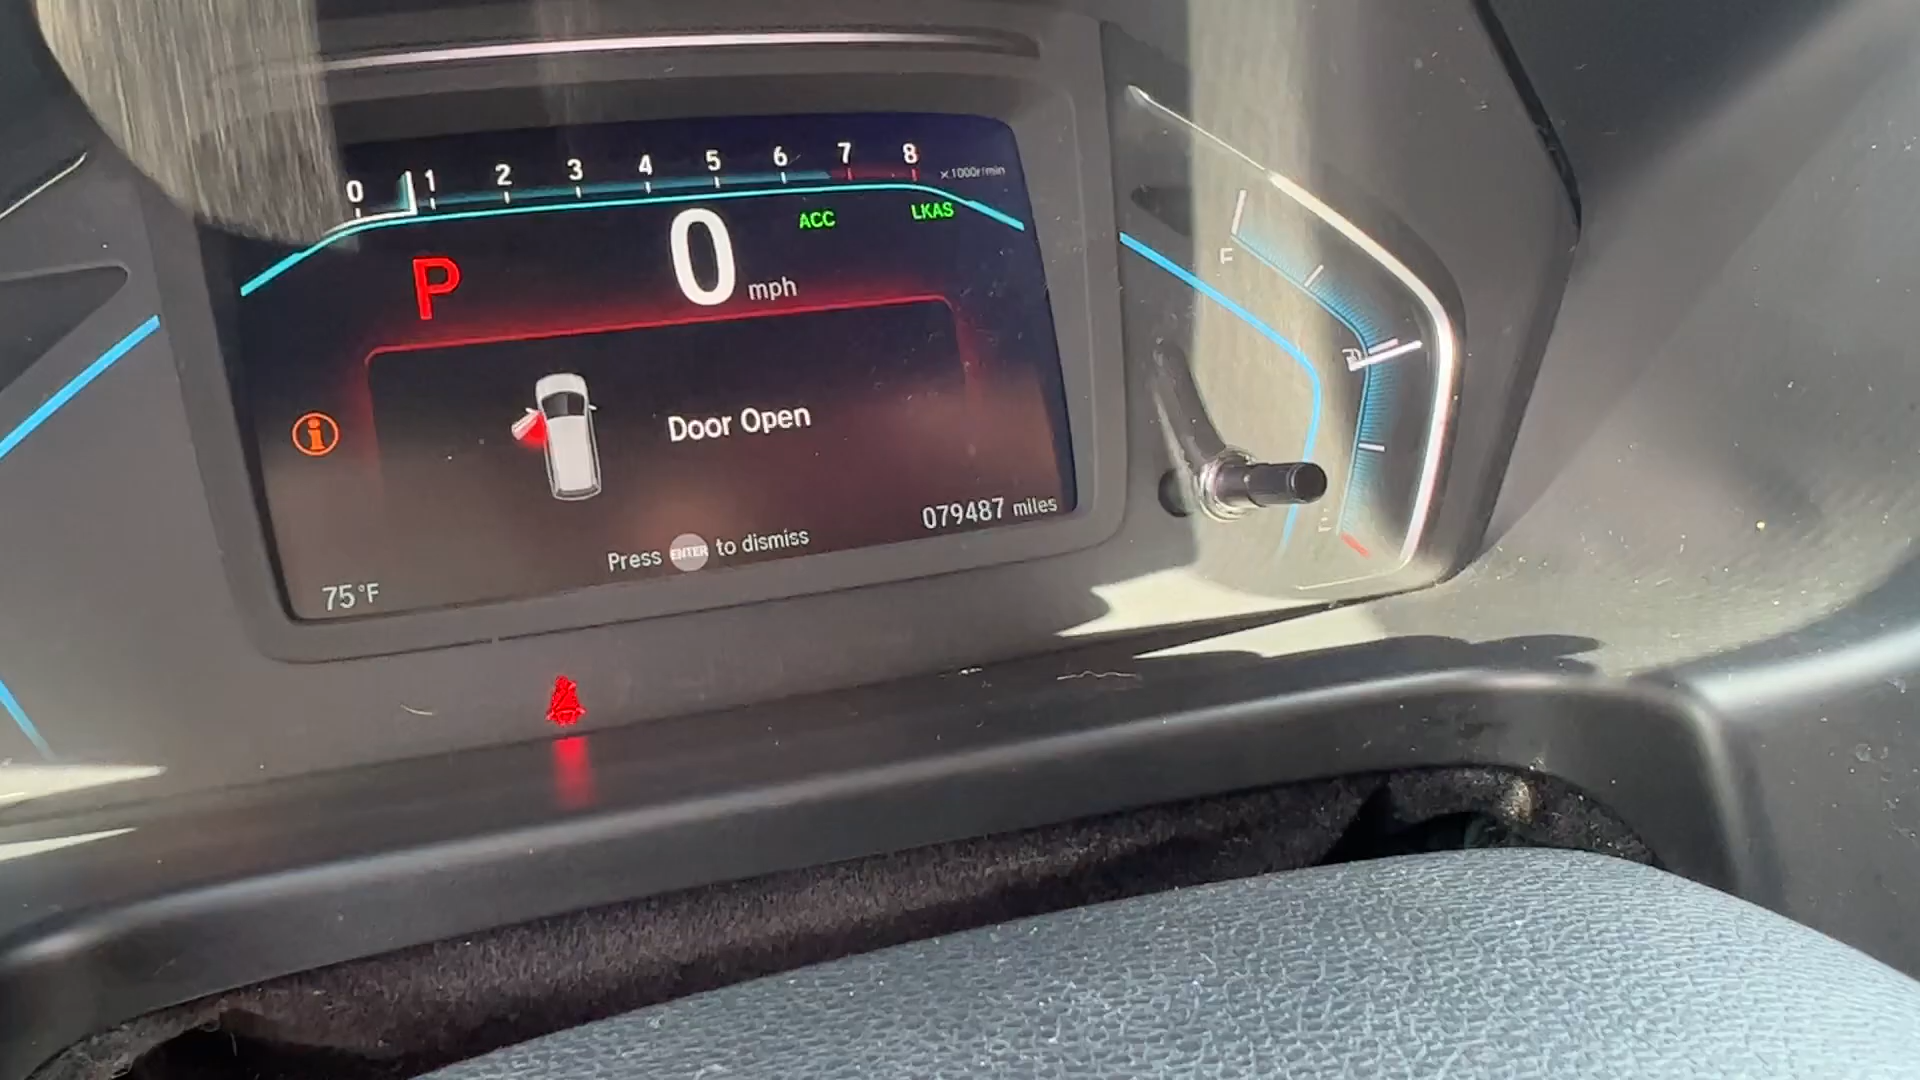 0 1 2 3 4 5 6 7 8 x1000r/min
ACC LKAS
P 0 mph
F
Door Open
079487 miles
Press ENTER to dismiss
75°F